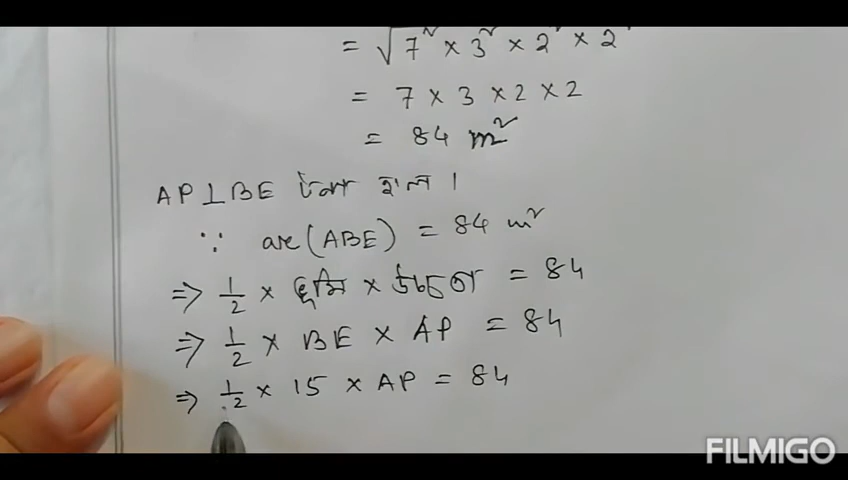 = √7² × 3² × 2² × 2²
= 7 × 3 × 2 × 2
= 84 m²
AP⊥BE টানা হল ।
∵ are(ABE) = 84 m²
⇒ 1/2 × ভূমি × উচ্চতা = 84
⇒ 1/2 × BE × AP = 84
⇒ 1/2 × 15 × AP = 84
FILMIGO